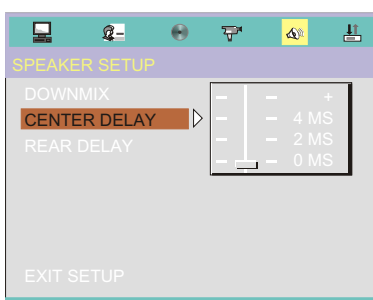 SPEAKER SETUP
DOWNMIX
CENTER DELAY
REAR DELAY
+
4 MS
2 MS
0 MS
EXIT SETUP